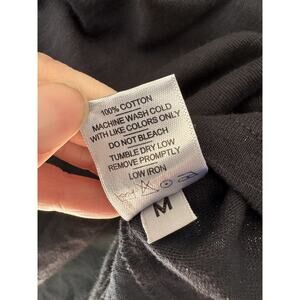 100% COTTON
MACHINE WASH COLD
WITH LIKE COLORS ONLY
DO NOT BLEACH
TUMBLE DRY LOW
REMOVE PROMPTLY
LOW IRON
M